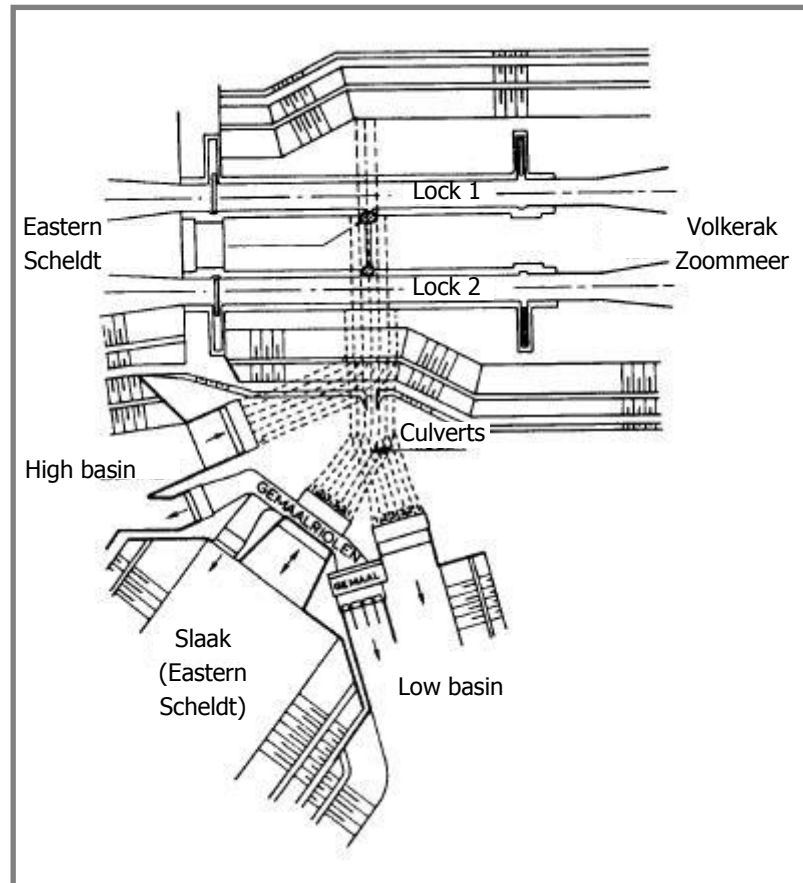 Lock 1
Eastern
Scheldt
Volkerak
Zoommeer
Lock 2
Culverts
High basin
GEMAALRIOLEN
GEMAAL
Slaak
(Eastern
Scheldt)
Low basin